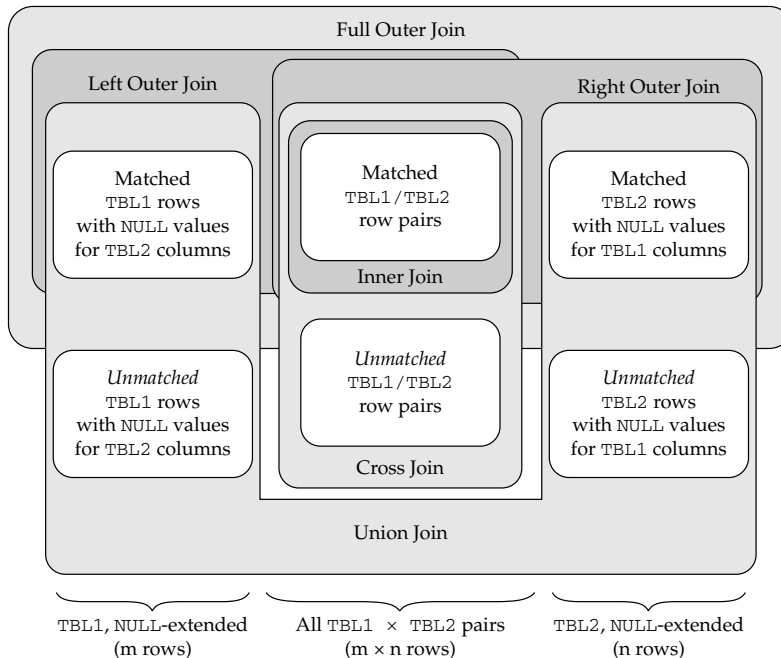 Full Outer Join
Left Outer Join
Right Outer Join
Matched
TBL1 rows
with NULL values
for TBL2 columns
Matched
TBL1/TBL2
row pairs
Inner Join
Matched
TBL2 rows
with NULL values
for TBL1 columns
Unmatched
TBL1 rows
with NULL values
for TBL2 columns
Unmatched
TBL1/TBL2
row pairs
Cross Join
Unmatched
TBL2 rows
with NULL values
for TBL1 columns
Union Join
TBL1, NULL-extended
(m rows)
All TBL1 × TBL2 pairs
(m × n rows)
TBL2, NULL-extended
(n rows)